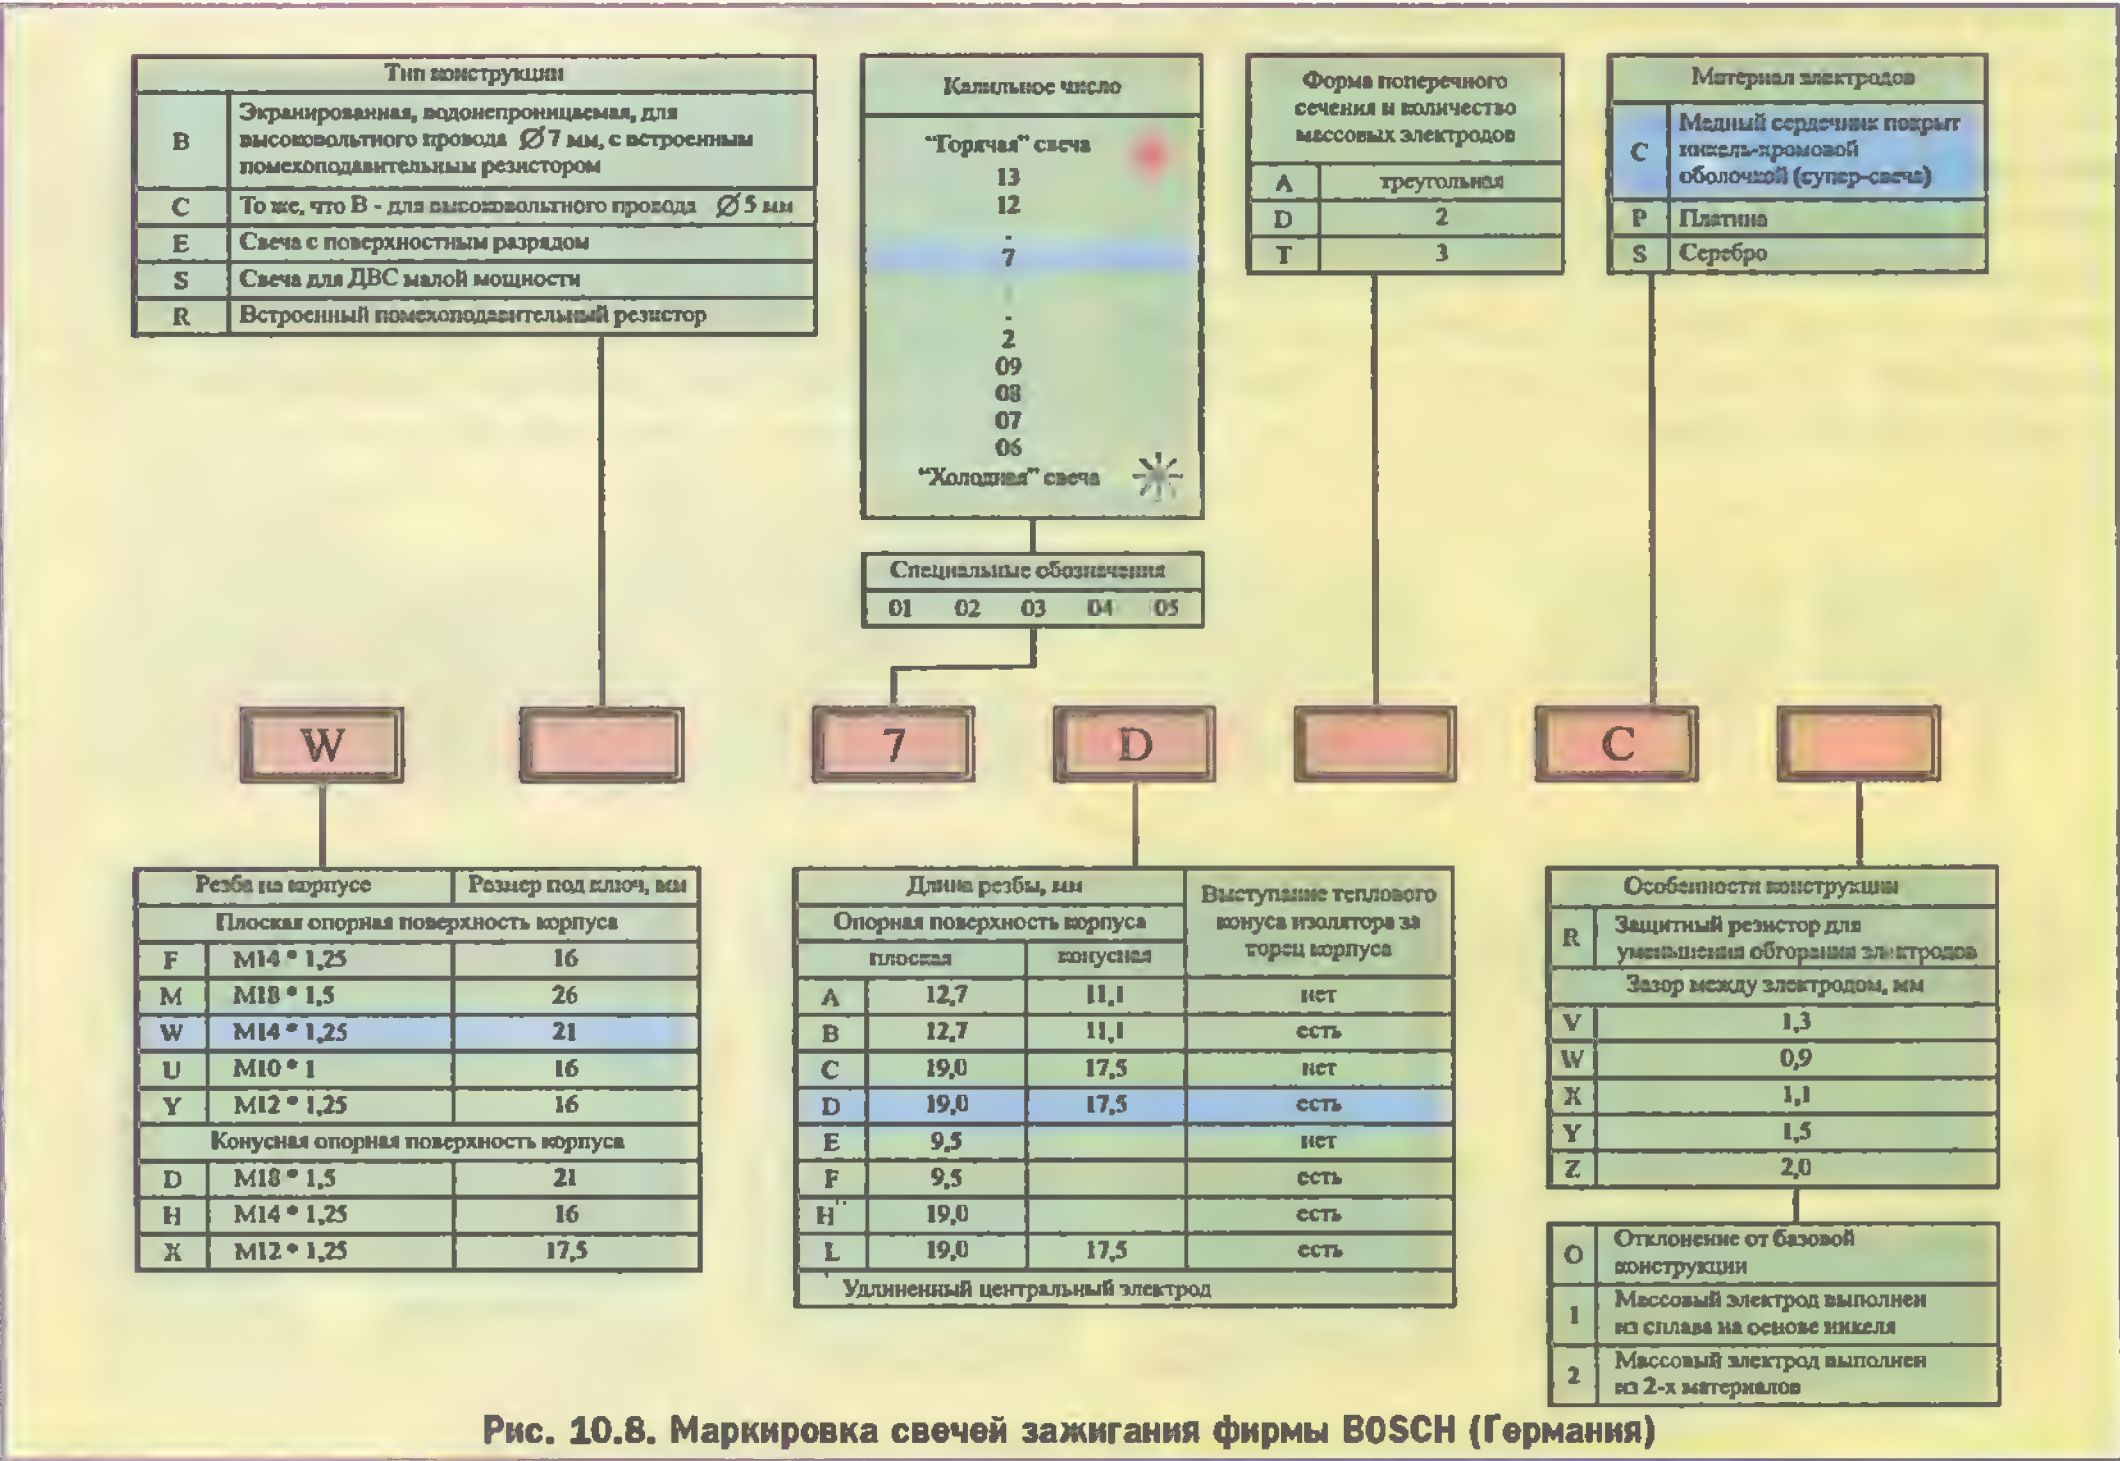 Тип конструкции
B Экранированная, водонепроницаемая, для
высоковольтного провода Ø 7 мм, с встроенным
помехоподавительным резистором
C То же, что B - для высоковольтного провода Ø 5 мм
E Свеча с поверхностным разрядом
S Свеча для ДВС малой мощности
R Встроенный помехоподавительный резистор
Калильное число
“Горячая” свеча
13
12
.
7
.
.
2
09
08
07
06
“Холодная” свеча
Специальные обозначения
01 02 03 04 05
Форма поперечного
сечения и количество
массовых электродов
A треугольная
D 2
T 3
Материал электродов
C Медный сердечник покрыт
никель-хромовой
оболочкой (супер-свеча)
P Платина
S Серебро
W 7 D C
Резба на корпусе Размер под ключ, мм
Плоская опорная поверхность корпуса
F M14 * 1,25 16
M M18 * 1,5 26
W M14 * 1,25 21
U M10 * 1 16
Y M12 * 1,25 16
Конусная опорная поверхность корпуса
D M18 * 1,5 21
H M14 * 1,25 16
X M12 * 1,25 17,5
Длина резбы, мм
Опорная поверхность корпуса
плоская конусная
Выступание теплового
конуса изолятора за
торец корпуса
A 12,7 11,1 нет
B 12,7 11,1 есть
C 19,0 17,5 нет
D 19,0 17,5 есть
E 9,5 нет
F 9,5 есть
H¨ 19,0 есть
L 19,0 17,5 есть
' Удлиненный центральный электрод
Особенности конструкции
R Защитный резистор для
уменьшения обгорания электродов
Зазор между электродом, мм
V 1,3
W 0,9
X 1,1
Y 1,5
Z 2,0
O Отклонение от базовой
конструкции
1 Массовый электрод выполнен
из сплава на основе никеля
2 Массовый электрод выполнен
из 2-х материалов
Рис. 10.8. Маркировка свечей зажигания фирмы BOSCH (Германия)